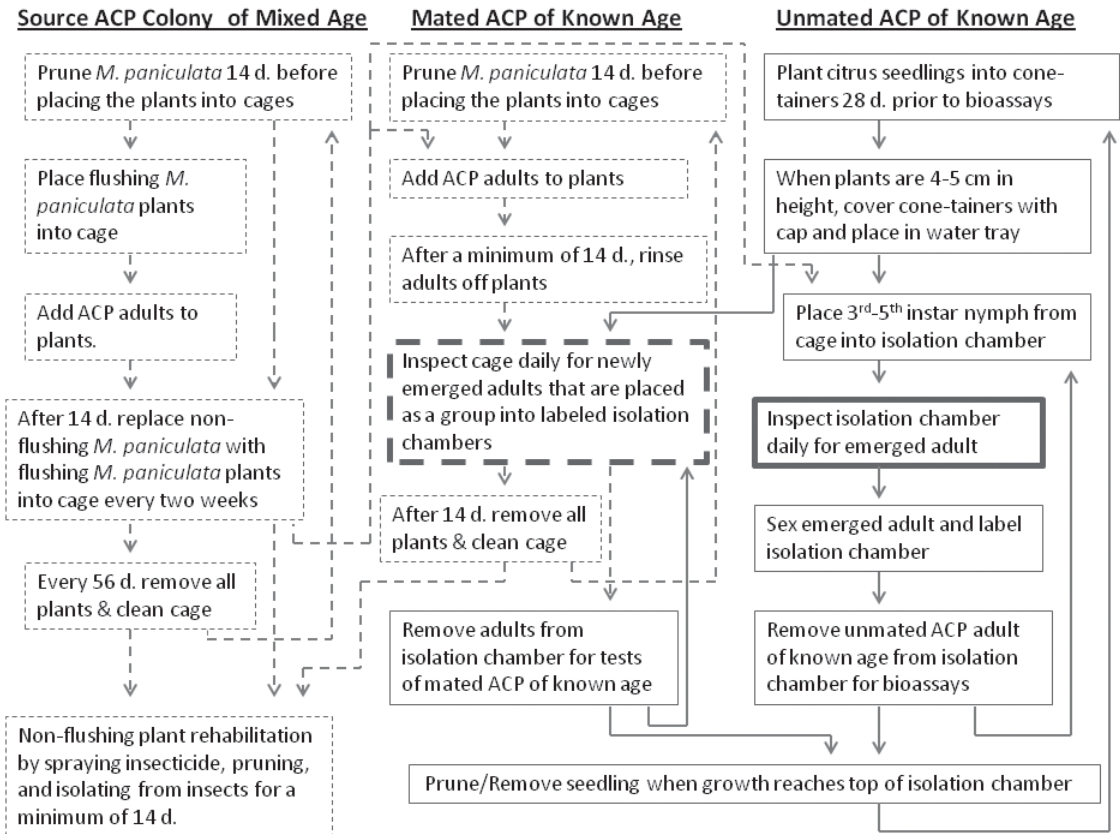 Source ACP Colony of Mixed Age
Prune M. paniculata 14 d. before
placing the plants into cages
Place flushing M.
paniculata plants
into cage
Add ACP adults to
plants.
After 14 d. replace non-
flushing M. paniculata with
flushing M. paniculata plants
into cage every two weeks
Every 56 d. remove all
plants & clean cage
Non-flushing plant rehabilitation
by spraying insecticide, pruning,
and isolating from insects for a
minimum of 14 d.
Mated ACP of Known Age
Prune M. paniculata 14 d. before
placing the plants into cages
Add ACP adults to plants
After a minimum of 14 d., rinse
adults off plants
Inspect cage daily for newly
emerged adults that are placed
as a group into labeled isolation
chambers
After 14 d. remove all
plants & clean cage
Remove adults from
isolation chamber for tests
of mated ACP of known age
Unmated ACP of Known Age
Plant citrus seedlings into cone-
tainers 28 d. prior to bioassays
When plants are 4-5 cm in
height, cover cone-tainers with
cap and place in water tray
Place 3rd-5th instar nymph from
cage into isolation chamber
Inspect isolation chamber
daily for emerged adult
Sex emerged adult and label
isolation chamber
Remove unmated ACP adult
of known age from isolation
chamber for bioassays
Prune/Remove seedling when growth reaches top of isolation chamber